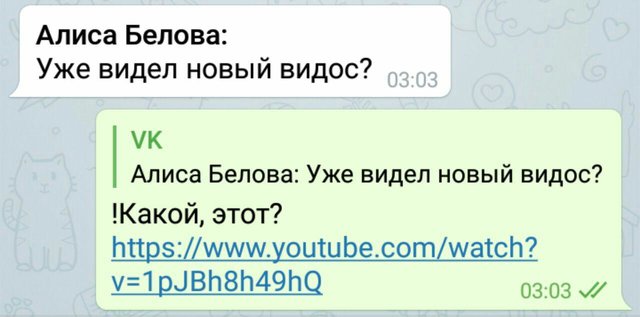 Алиса Белова:
Уже видел новый видос?
03:03
VK
Алиса Белова: Уже видел новый видос?
!Какой, этот?
https://www.youtube.com/watch?
v=1pJBh8h49hQ
03:03